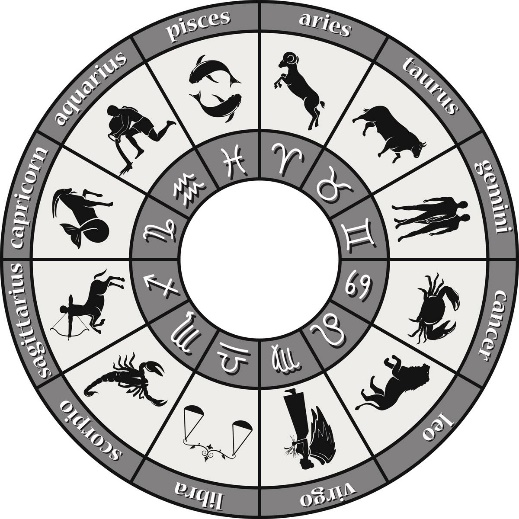 aries
taurus
gemini
cancer
leo
virgo
libra
scorpio
sagittarius
capricorn
aquarius
pisces